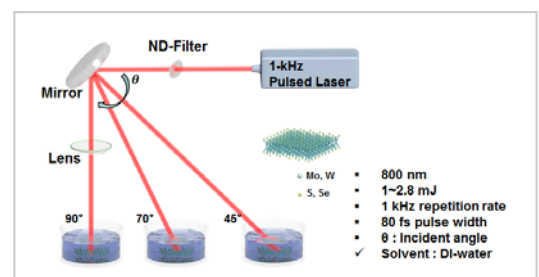 ND-Filter
1-kHz
Pulsed Laser
θ
Mirror
Lens
90°
70°
45°
Mo, W
S, Se
▪ 800 nm
▪ 1~2.8 mJ
▪ 1 kHz repetition rate
▪ 80 fs pulse width
▪ θ : Incident angle
✓ Solvent : DI-water